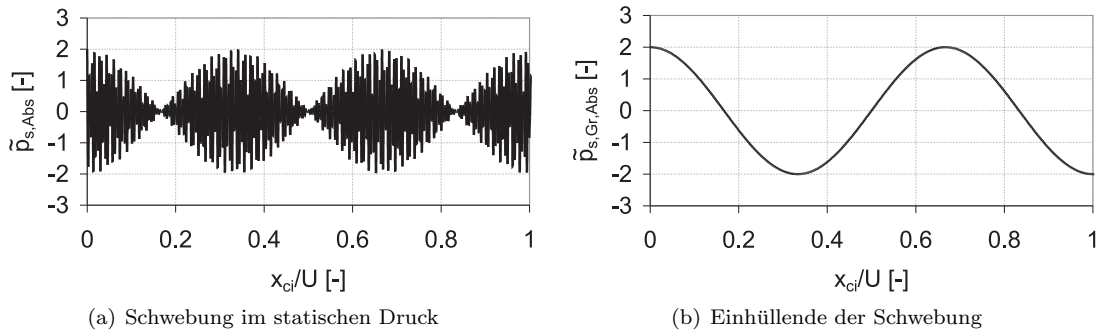 3
2
1
0
-1
-2
-3
p̃s,Abs [-]
0 0.2 0.4 0.6 0.8 1
xci/U [-]
(a) Schwebung im statischen Druck
3
2
1
0
-1
-2
-3
p̃s,Gr,Abs [-]
0 0.2 0.4 0.6 0.8 1
xci/U [-]
(b) Einhüllende der Schwebung